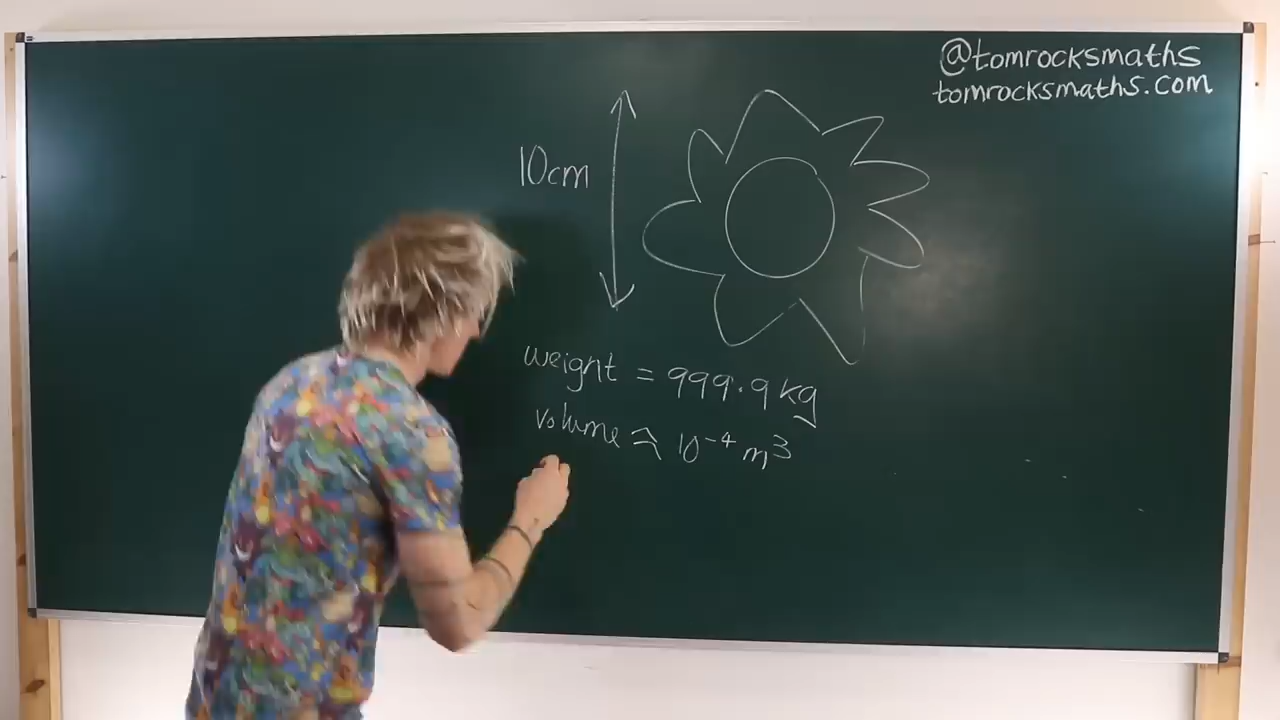 @tomrocksmaths
tomrocksmaths.com
10cm
weight = 999.9 kg
volume ≈ 10⁻⁴ m³